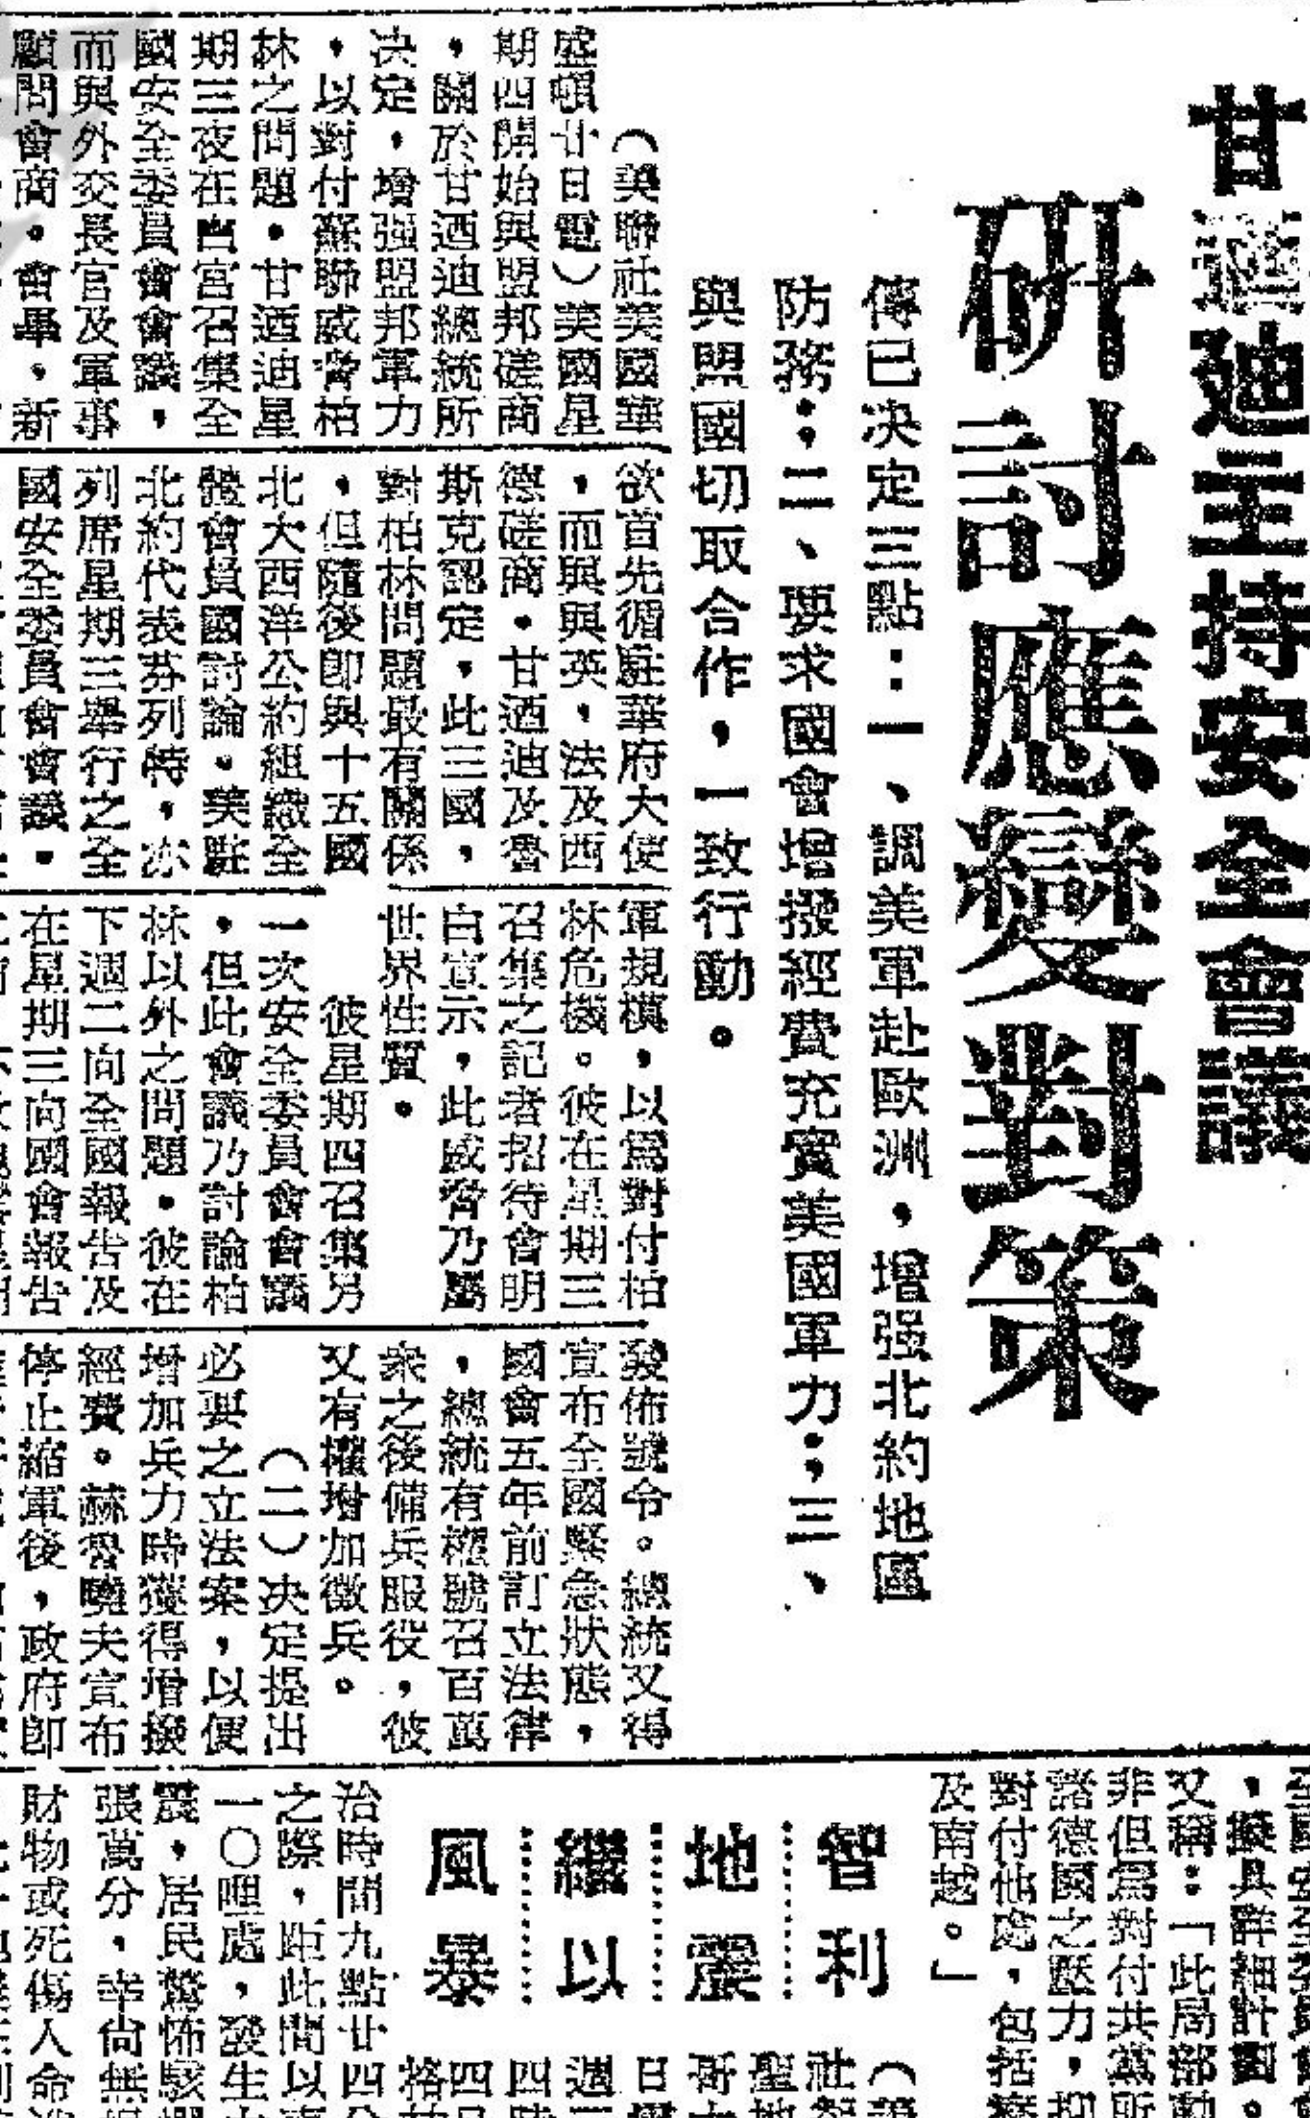 甘迺迪主持安全會議
研討應變對策
傳已決定三點：一、調美軍赴歐洲，增强北約地區
防務；二、要求國會增撥經費充實美國軍力；三、
與盟國切取合作，一致行動。
（美聯社美國華
盛頓廿日電）美國星
期四開始與盟邦磋商
，關於甘迺迪總統所
決定，增强盟邦軍力
，以對付蘇聯威脅柏
林之問題。甘迺迪星
期三夜在白宮召集全
國安全委員會會議，
而與外交長官及軍事
顧問會商。會畢，新
欲首先循駐華府大使
，而與與英，法及西
德磋商。甘迺迪及魯
斯克認定，此三國，
對柏林問題最有關係
，但隨後即與十五國
北大西洋公約組織全
體會員國討論。美駐
北約代表芬列特，亦
列席星期三舉行之全
國安全委員會會議。
軍規模，以爲對付柏
林危機。彼在星期三
召集之記者招待會明
白宣示，此威脅乃屬
世界性質。
彼星期四召集另
一次安全委員會會議
，但此會議乃討論柏
林以外之問題。彼在
下週二向全國報告及
在星期三向國會報告
發佈號令。總統又得
宣布全國緊急狀態，
國會五年前訂立法律
，總統有權號召百萬
衆之後備兵服役，彼
又有權增加徵兵。
（二）決定提出
必要之立法案，以便
增加兵力時獲得增撥
經費。赫魯曉夫宣布
停止縮軍後，政府即
，擬具詳細計劃。
又稱：「此局部動
非但爲對付共黨所
諸德國之壓力，抑
對付他處，包括
及南越。」
智利
地震
繼以
風暴
（
社智
聖地
哥
日
週三
四
四
格林
治時間九點廿四分
之際，距此間以
一〇哩處，發生
震，居民驚怖駭
張萬分，幸尚無
財物或死傷人命